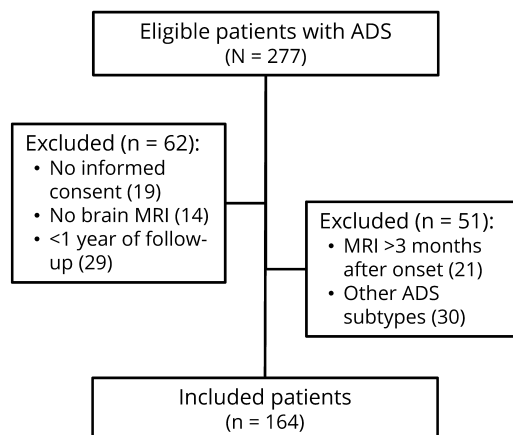 Eligible patients with ADS
(N = 277)
Excluded (n = 62):
• No informed
consent (19)
• No brain MRI (14)
• <1 year of follow-
up (29)
Excluded (n = 51):
• MRI >3 months
after onset (21)
• Other ADS
subtypes (30)
Included patients
(n = 164)